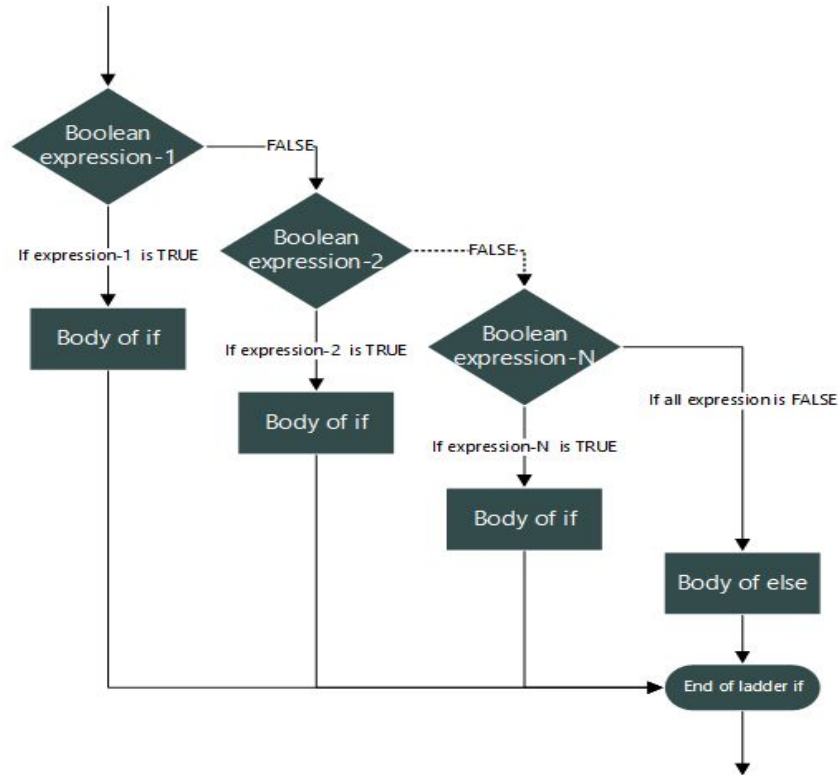 Boolean
expression-1
FALSE
If expression-1 is TRUE
Boolean
expression-2
FALSE
Body of if
If expression-2 is TRUE
Boolean
expression-N
If all expression is FALSE
Body of if
If expression-N is TRUE
Body of if
Body of else
End of ladder if